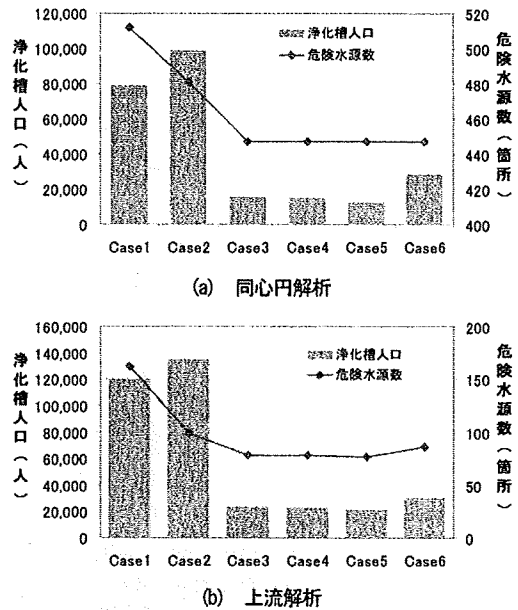 浄化槽人口（人）
120,000
100,000
80,000
60,000
40,000
20,000
0
浄化槽人口
危険水源数
520
500
480
460
440
420
400
危険水源数（箇所）
Case1 Case2 Case3 Case4 Case5 Case6
(a) 同心円解析
浄化槽人口（人）
160,000
140,000
120,000
100,000
80,000
60,000
40,000
20,000
0
浄化槽人口
危険水源数
200
150
100
50
0
危険水源数（箇所）
Case1 Case2 Case3 Case4 Case5 Case6
(b) 上流解析